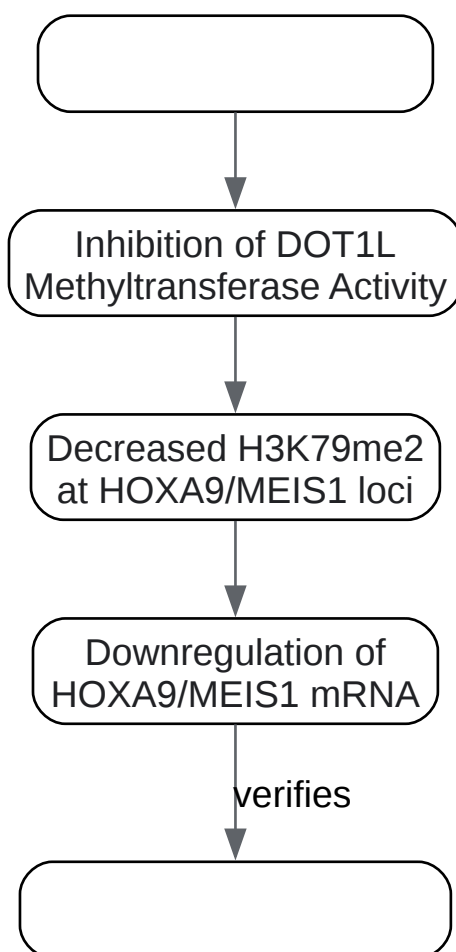 Inhibition of DOT1L
Methyltransferase Activity
Decreased H3K79me2
at HOXA9/MEIS1 loci
Downregulation of
HOXA9/MEIS1 mRNA
verifies